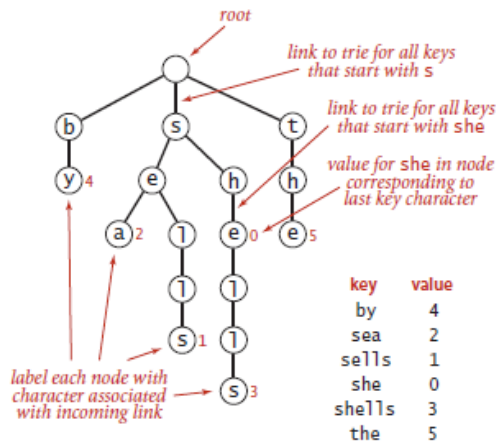 root
link to trie for all keys
that start with s
link to trie for all keys
that start with she
b
s
t
value for she in node
corresponding to
last key character
y 4
e
h
h
a 2
l
e 0
e 5
l
l
key value
by 4
s 1
l
sea 2
sells 1
label each node with
character associated
with incoming link
s 3
she 0
shells 3
the 5